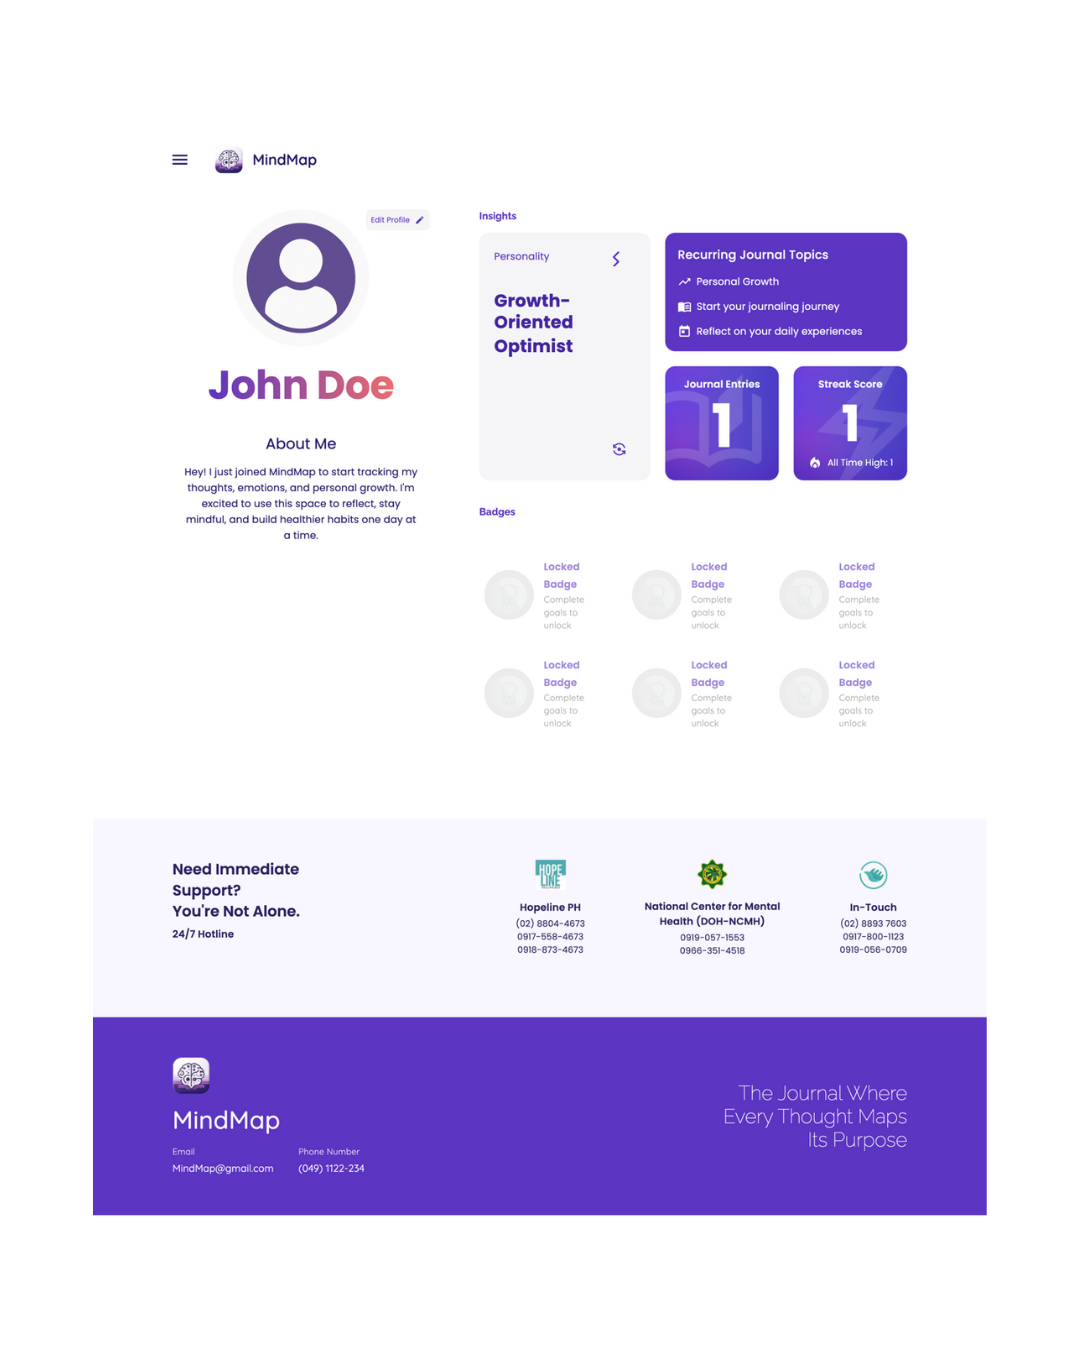 MindMap
Edit Profile
John Doe
About Me
Hey! I just joined MindMap to start tracking my
thoughts, emotions, and personal growth. I'm
excited to use this space to reflect, stay
mindful, and build healthier habits one day at
a time.
Insights
Personality
Growth-
Oriented
Optimist
Recurring Journal Topics
Personal Growth
Start your journaling journey
Reflect on your daily experiences
Journal Entries
1
Streak Score
1
All Time High: 1
Badges
Locked
Badge
Complete
goals to
unlock
Locked
Badge
Complete
goals to
unlock
Locked
Badge
Complete
goals to
unlock
Locked
Badge
Complete
goals to
unlock
Locked
Badge
Complete
goals to
unlock
Locked
Badge
Complete
goals to
unlock
Need Immediate
Support?
You're Not Alone.
24/7 Hotline
HOPE
LINE
Hopeline PH
(02) 8804-4673
0917-558-4673
0918-873-4673
National Center for Mental
Health (DOH-NCMH)
0919-057-1553
0966-351-4518
In-Touch
(02) 8893 7603
0917-800-1123
0919-056-0709
MindMap
Email
MindMap@gmail.com
Phone Number
(049) 1122-234
The Journal Where
Every Thought Maps
Its Purpose